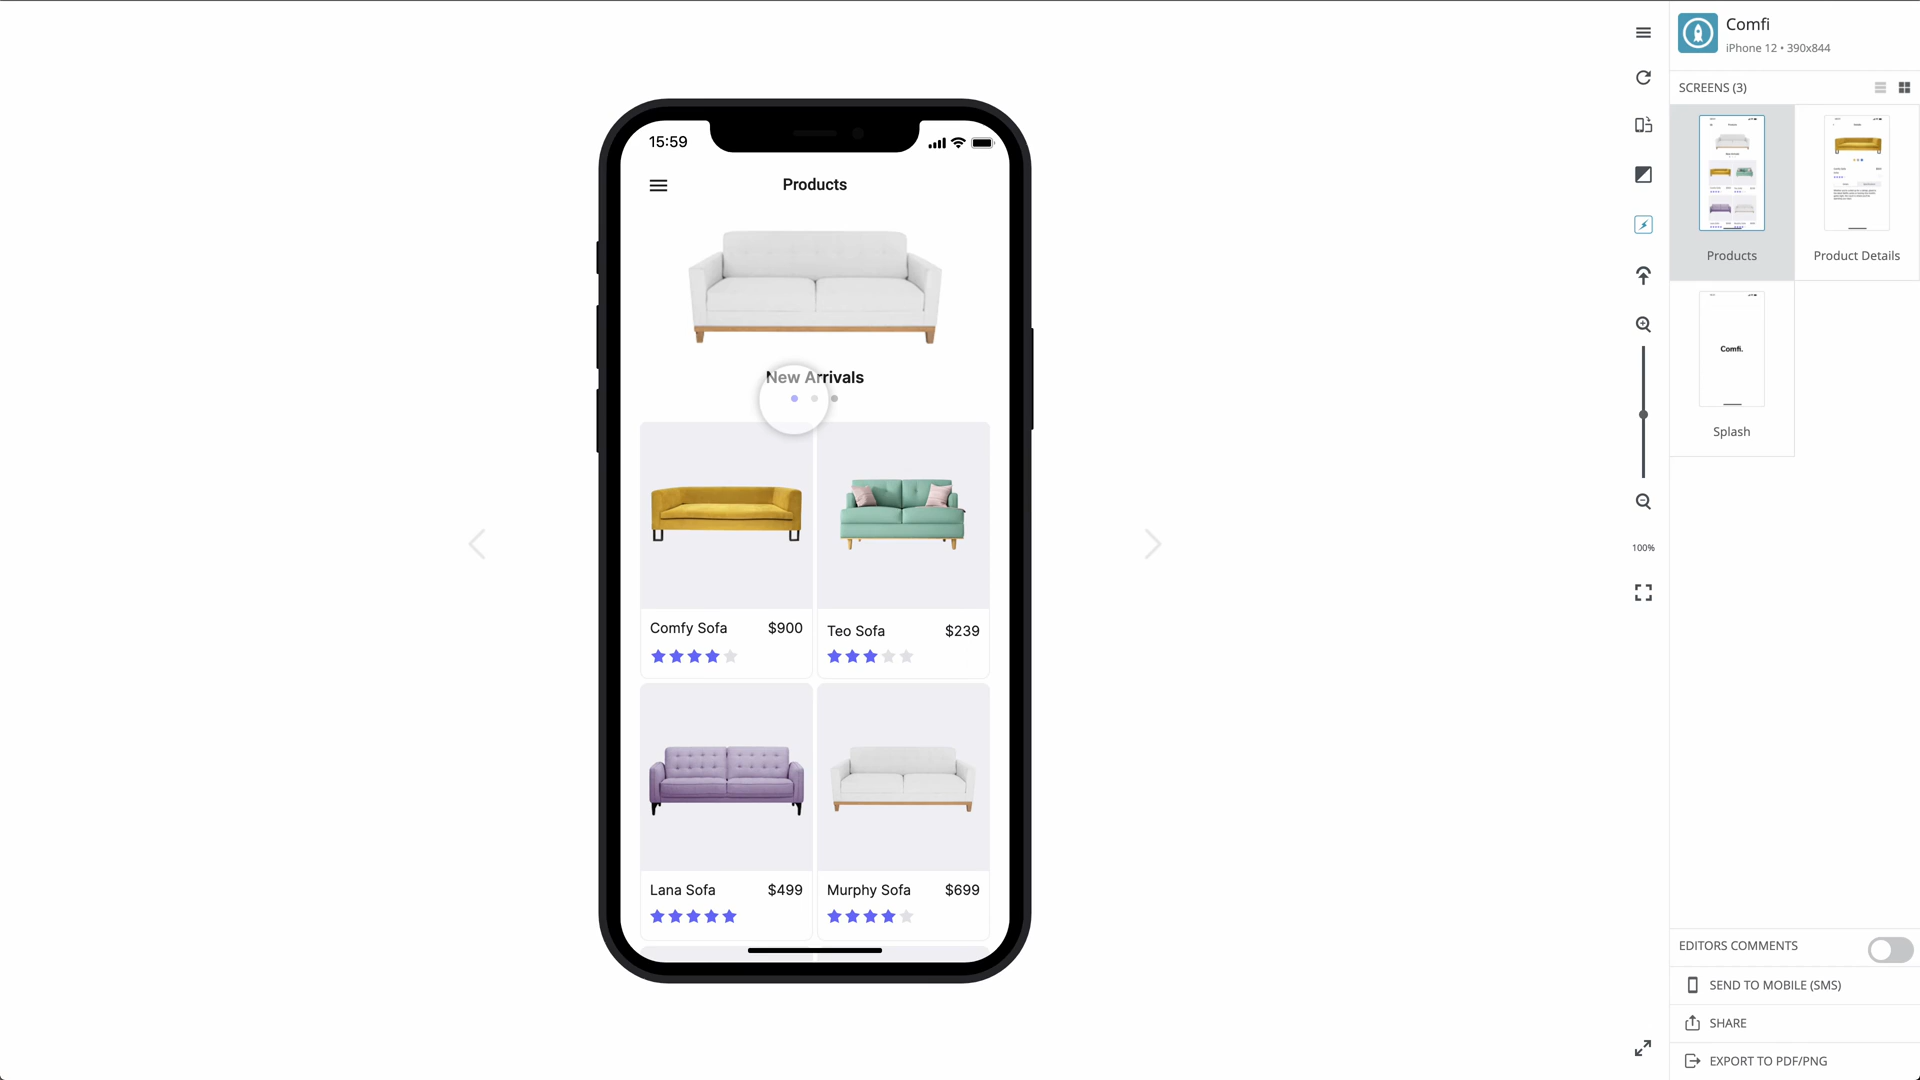 Comfi
iPhone 12 • 390x844
SCREENS (3)
15:59
Products
New Arrivals
Comfy Sofa
$900
Teo Sofa
$239
Lana Sofa
$499
Murphy Sofa
$699
100%
Products
Product Details
Comfi.
Splash
EDITORS COMMENTS
SEND TO MOBILE (SMS)
SHARE
EXPORT TO PDF/PNG